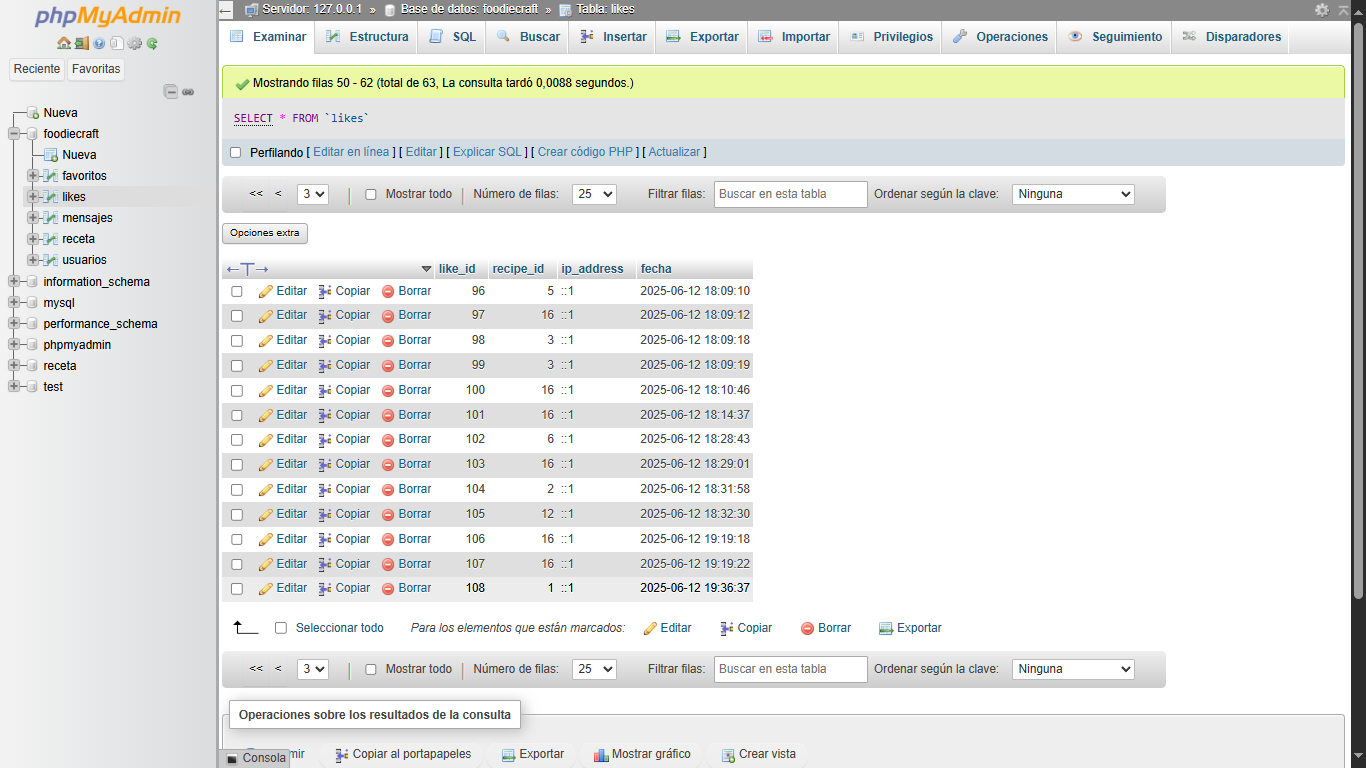 phpMyAdmin
Reciente Favoritas
Nueva
foodiecraft
Nueva
favoritos
likes
mensajes
receta
usuarios
information_schema
mysql
performance_schema
phpmyadmin
receta
test
Servidor: 127.0.0.1 » Base de datos: foodiecraft » Tabla: likes
Examinar Estructura SQL Buscar Insertar Exportar Importar Privilegios Operaciones Seguimiento Disparadores
Mostrando filas 50 - 62 (total de 63, La consulta tardó 0,0088 segundos.)
SELECT * FROM `likes`
Perfilando [ Editar en línea ] [ Editar ] [ Explicar SQL ] [ Crear código PHP ] [ Actualizar ]
<< < 3 Mostrar todo Número de filas: 25 Filtrar filas: Buscar en esta tabla Ordenar según la clave: Ninguna
Opciones extra
←T→ like_id recipe_id ip_address fecha
Editar Copiar Borrar 96 5 ::1 2025-06-12 18:09:10
Editar Copiar Borrar 97 16 ::1 2025-06-12 18:09:12
Editar Copiar Borrar 98 3 ::1 2025-06-12 18:09:18
Editar Copiar Borrar 99 3 ::1 2025-06-12 18:09:19
Editar Copiar Borrar 100 16 ::1 2025-06-12 18:10:46
Editar Copiar Borrar 101 16 ::1 2025-06-12 18:14:37
Editar Copiar Borrar 102 6 ::1 2025-06-12 18:28:43
Editar Copiar Borrar 103 16 ::1 2025-06-12 18:29:01
Editar Copiar Borrar 104 2 ::1 2025-06-12 18:31:58
Editar Copiar Borrar 105 12 ::1 2025-06-12 18:32:30
Editar Copiar Borrar 106 16 ::1 2025-06-12 19:19:18
Editar Copiar Borrar 107 16 ::1 2025-06-12 19:19:22
Editar Copiar Borrar 108 1 ::1 2025-06-12 19:36:37
Seleccionar todo Para los elementos que están marcados: Editar Copiar Borrar Exportar
<< < 3 Mostrar todo Número de filas: 25 Filtrar filas: Buscar en esta tabla Ordenar según la clave: Ninguna
Operaciones sobre los resultados de la consulta
Copiar al portapapeles Exportar Mostrar gráfico Crear vista
Consola